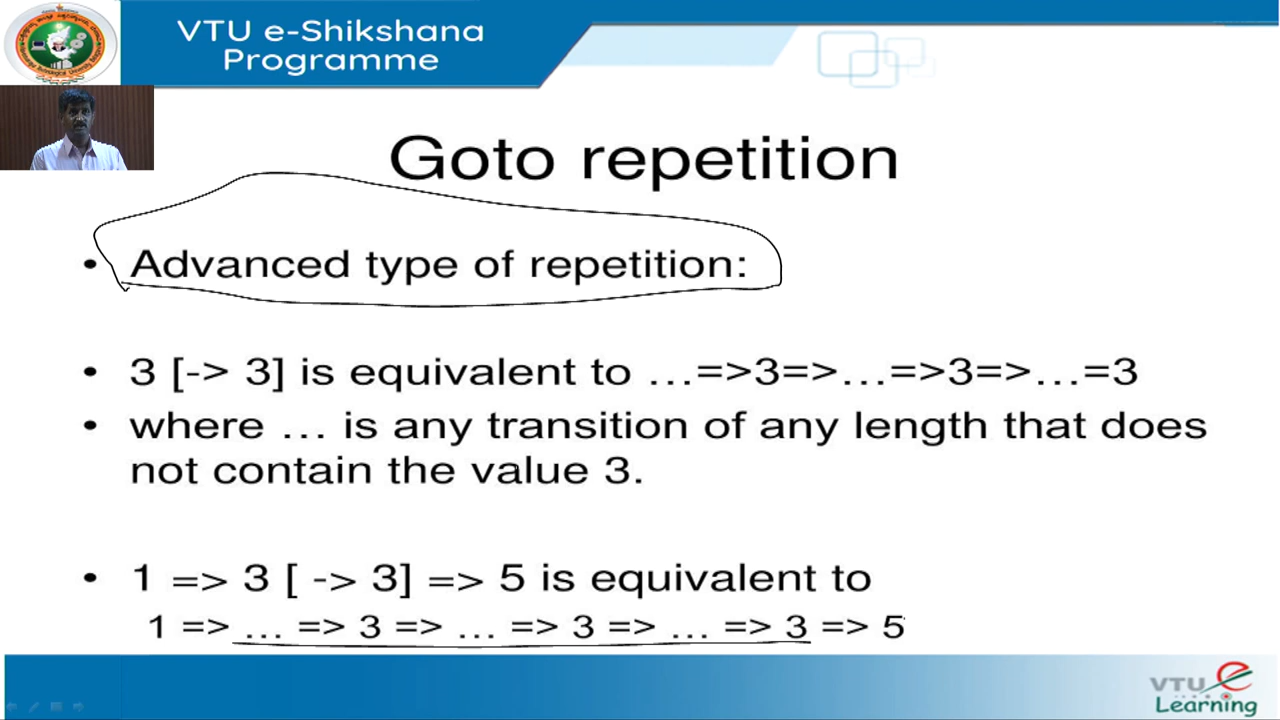 VTU e-Shikshana
Programme
Goto repetition
• Advanced type of repetition:
• 3 [-> 3] is equivalent to ...=>3=>...=>3=>...=3
• where ... is any transition of any length that does
not contain the value 3.
• 1 => 3 [ -> 3] => 5 is equivalent to
1 => ... => 3 => ... => 3 => ... => 3 => 5
VTU e
Learning